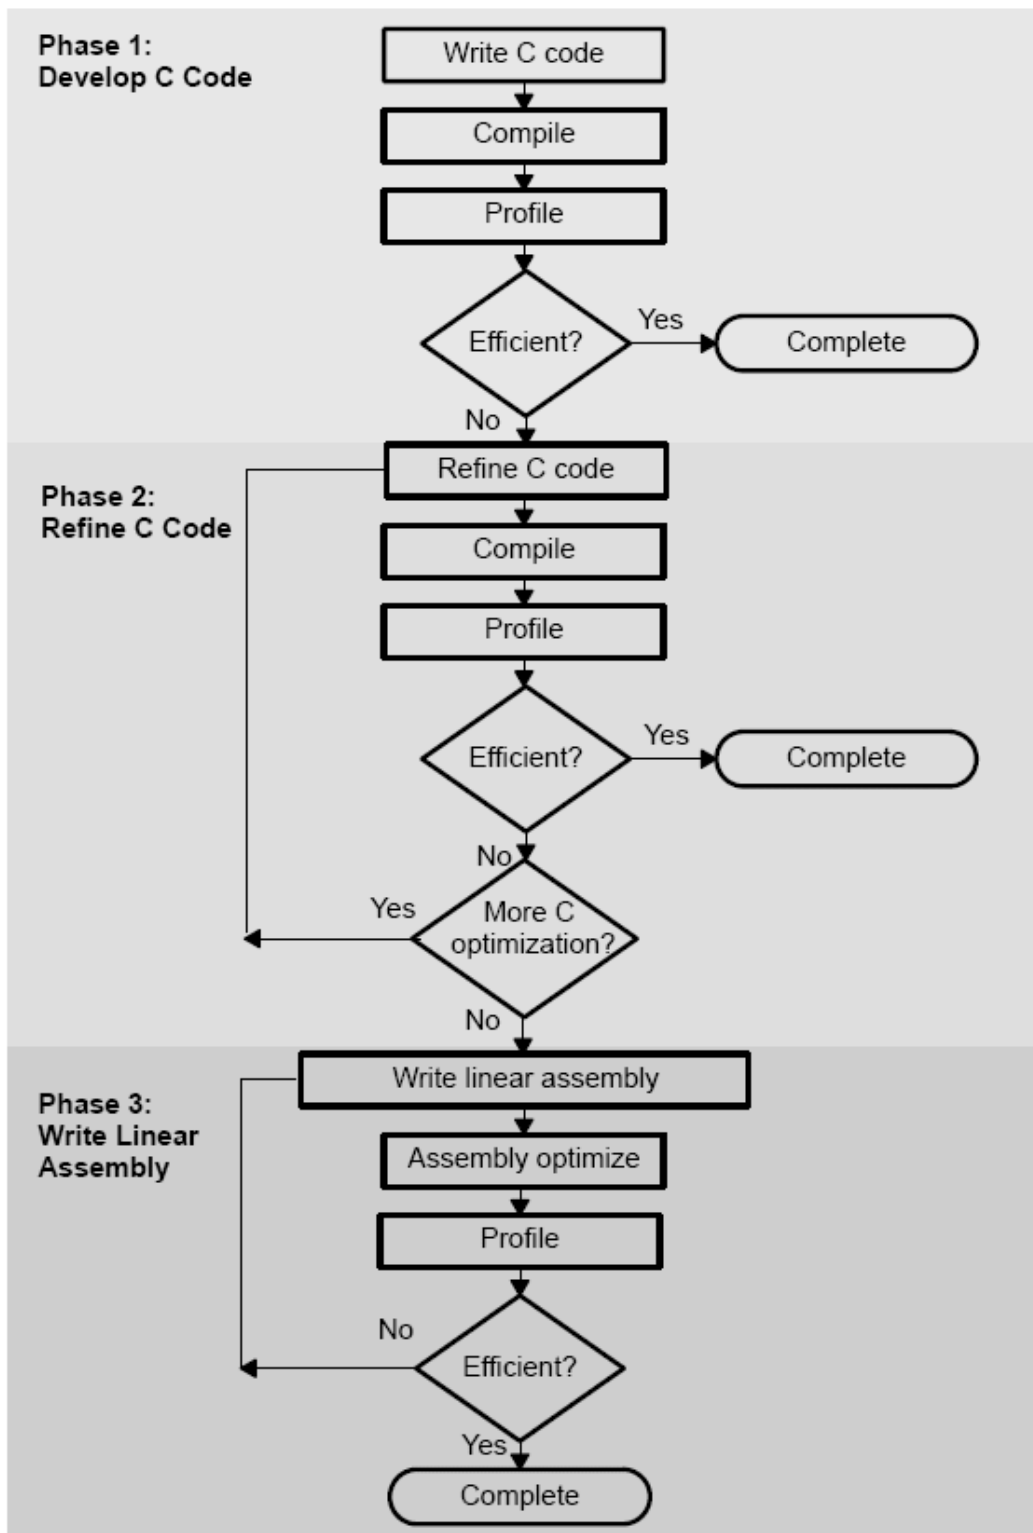 Phase 1:
Develop C Code
Write C code
Compile
Profile
Efficient?
Yes
Complete
No
Phase 2:
Refine C Code
Refine C code
Compile
Profile
Efficient?
Yes
Complete
No
More C
optimization?
Yes
No
Phase 3:
Write Linear
Assembly
Write linear assembly
Assembly optimize
Profile
Efficient?
No
Yes
Complete